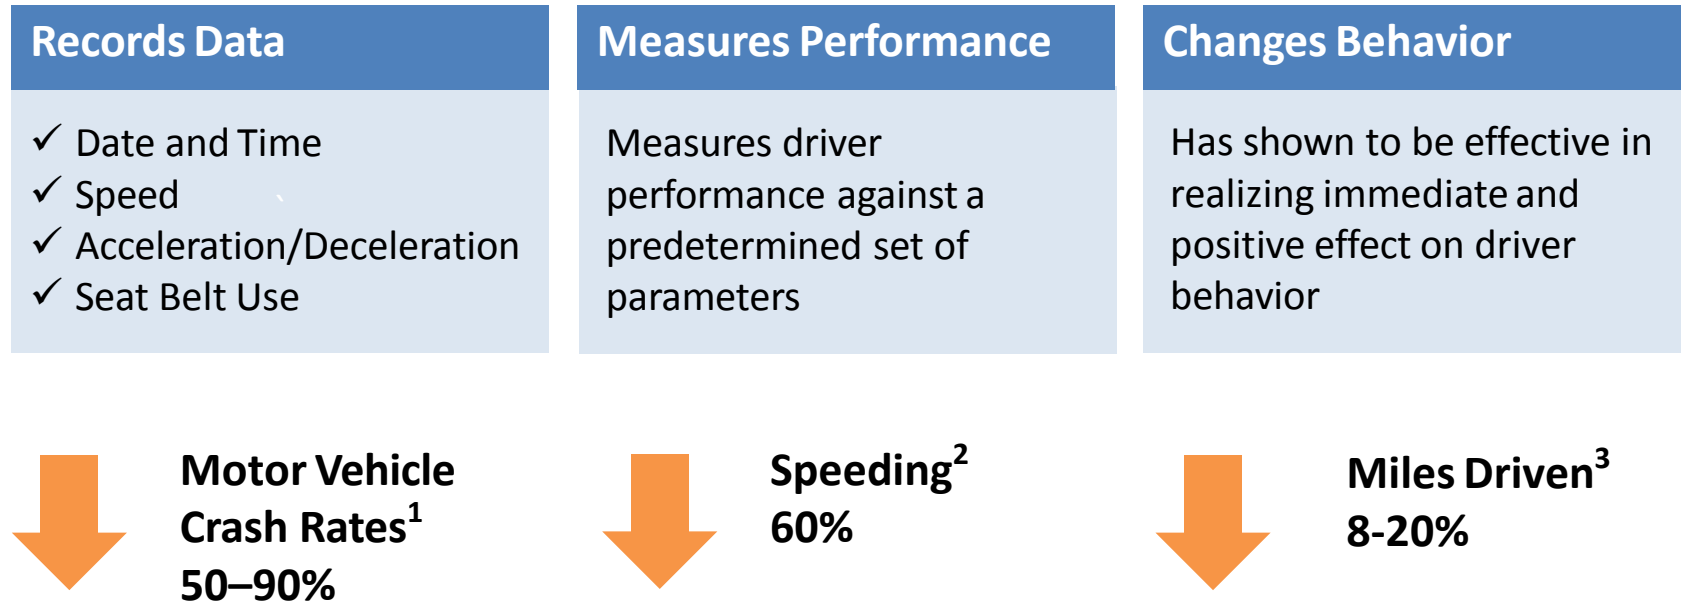 Records Data
✓ Date and Time
✓ Speed
✓ Acceleration/Deceleration
✓ Seat Belt Use
Measures Performance
Measures driver
performance against a
predetermined set of
parameters
Changes Behavior
Has shown to be effective in
realizing immediate and
positive effect on driver
behavior
Motor Vehicle
Crash Rates¹
50–90%
Speeding²
60%
Miles Driven³
8-20%